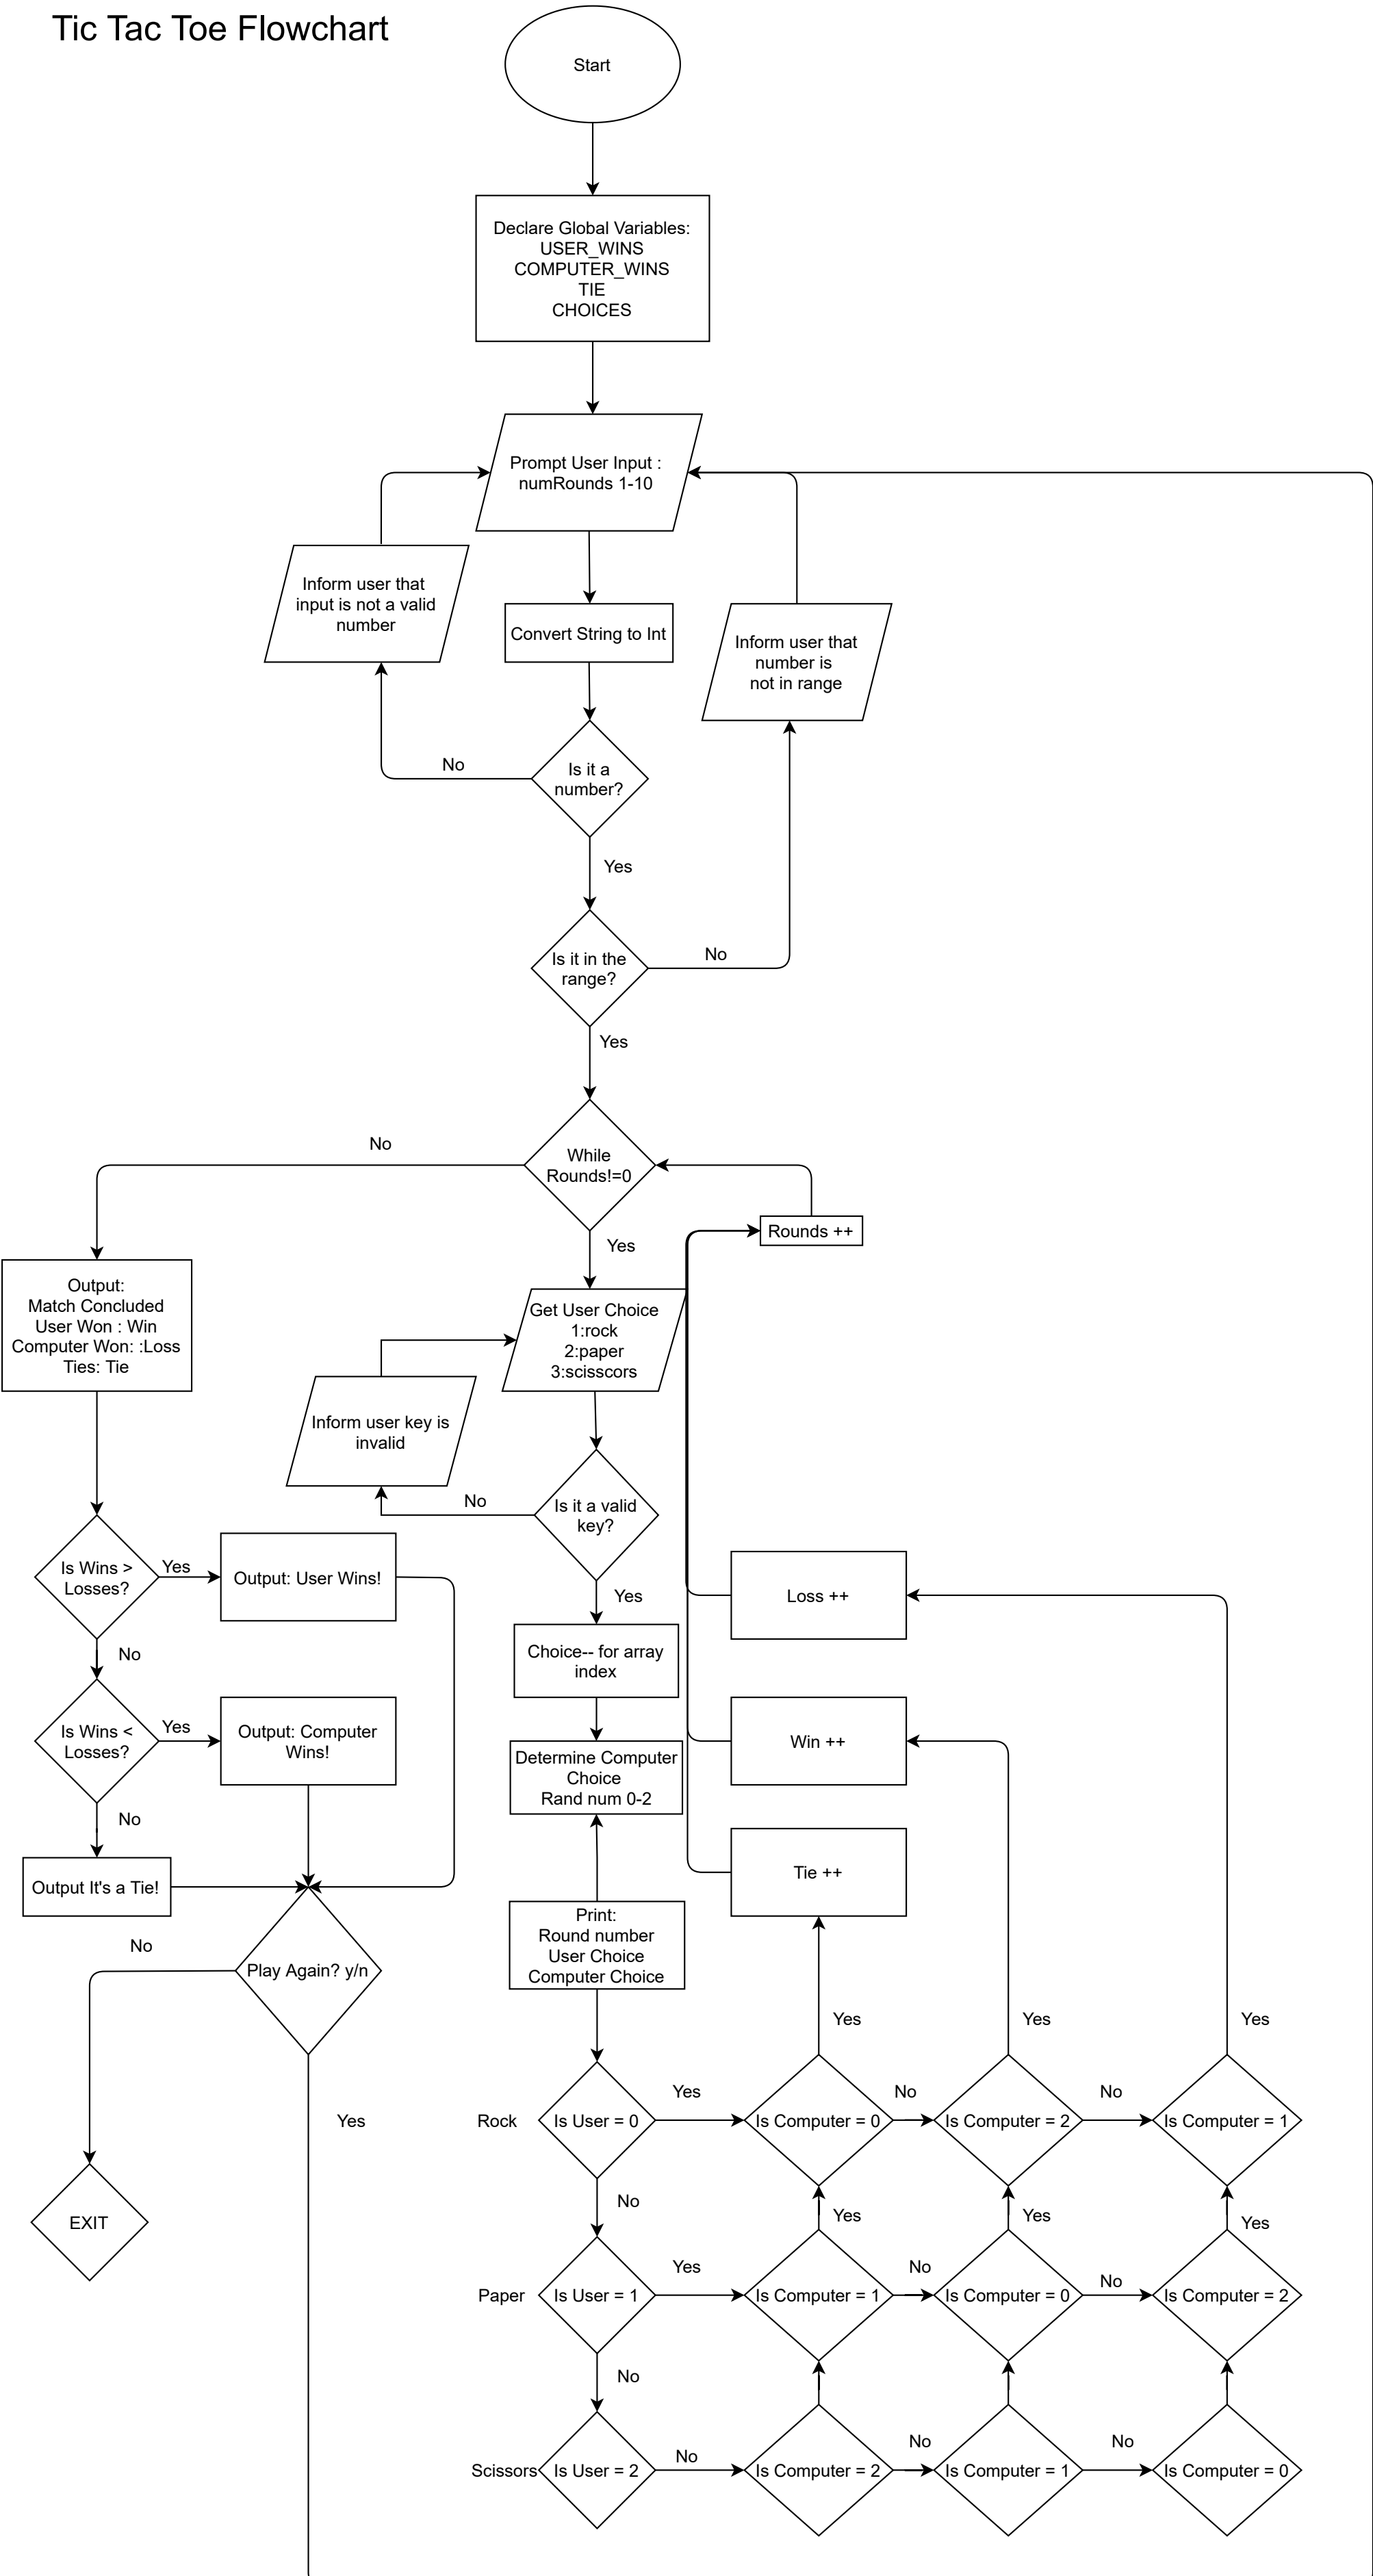 Tic Tac Toe Flowchart
Start
Declare Global Variables:
USER_WINS
COMPUTER_WINS
TIE
CHOICES
Prompt User Input :
numRounds 1-10
Inform user that
input is not a valid
number
Convert String to Int
Inform user that
number is
not in range
No
Is it a
number?
Yes
Is it in the
range?
No
Yes
No
While
Rounds!=0
Rounds ++
Yes
Output:
Match Concluded
User Won : Win
Computer Won: :Loss
Ties: Tie
Get User Choice
1:rock
2:paper
3:scisscors
Inform user key is
invalid
No
Is it a valid
key?
Yes
Is Wins >
Losses?
Yes
Output: User Wins!
No
Loss ++
Choice-- for array
index
Is Wins <
Losses?
Yes
Output: Computer
Wins!
No
Win ++
Determine Computer
Choice
Rand num 0-2
Output It's a Tie!
Tie ++
Print:
Round number
User Choice
Computer Choice
No
Play Again? y/n
Yes
EXIT
Yes
Yes
Yes
Rock
Is User = 0
Yes
Is Computer = 0
No
Is Computer = 2
No
Is Computer = 1
No
Yes
Yes
Yes
Paper
Is User = 1
Yes
Is Computer = 1
No
Is Computer = 0
No
Is Computer = 2
No
Scissors
Is User = 2
No
Is Computer = 2
No
Is Computer = 1
No
Is Computer = 0